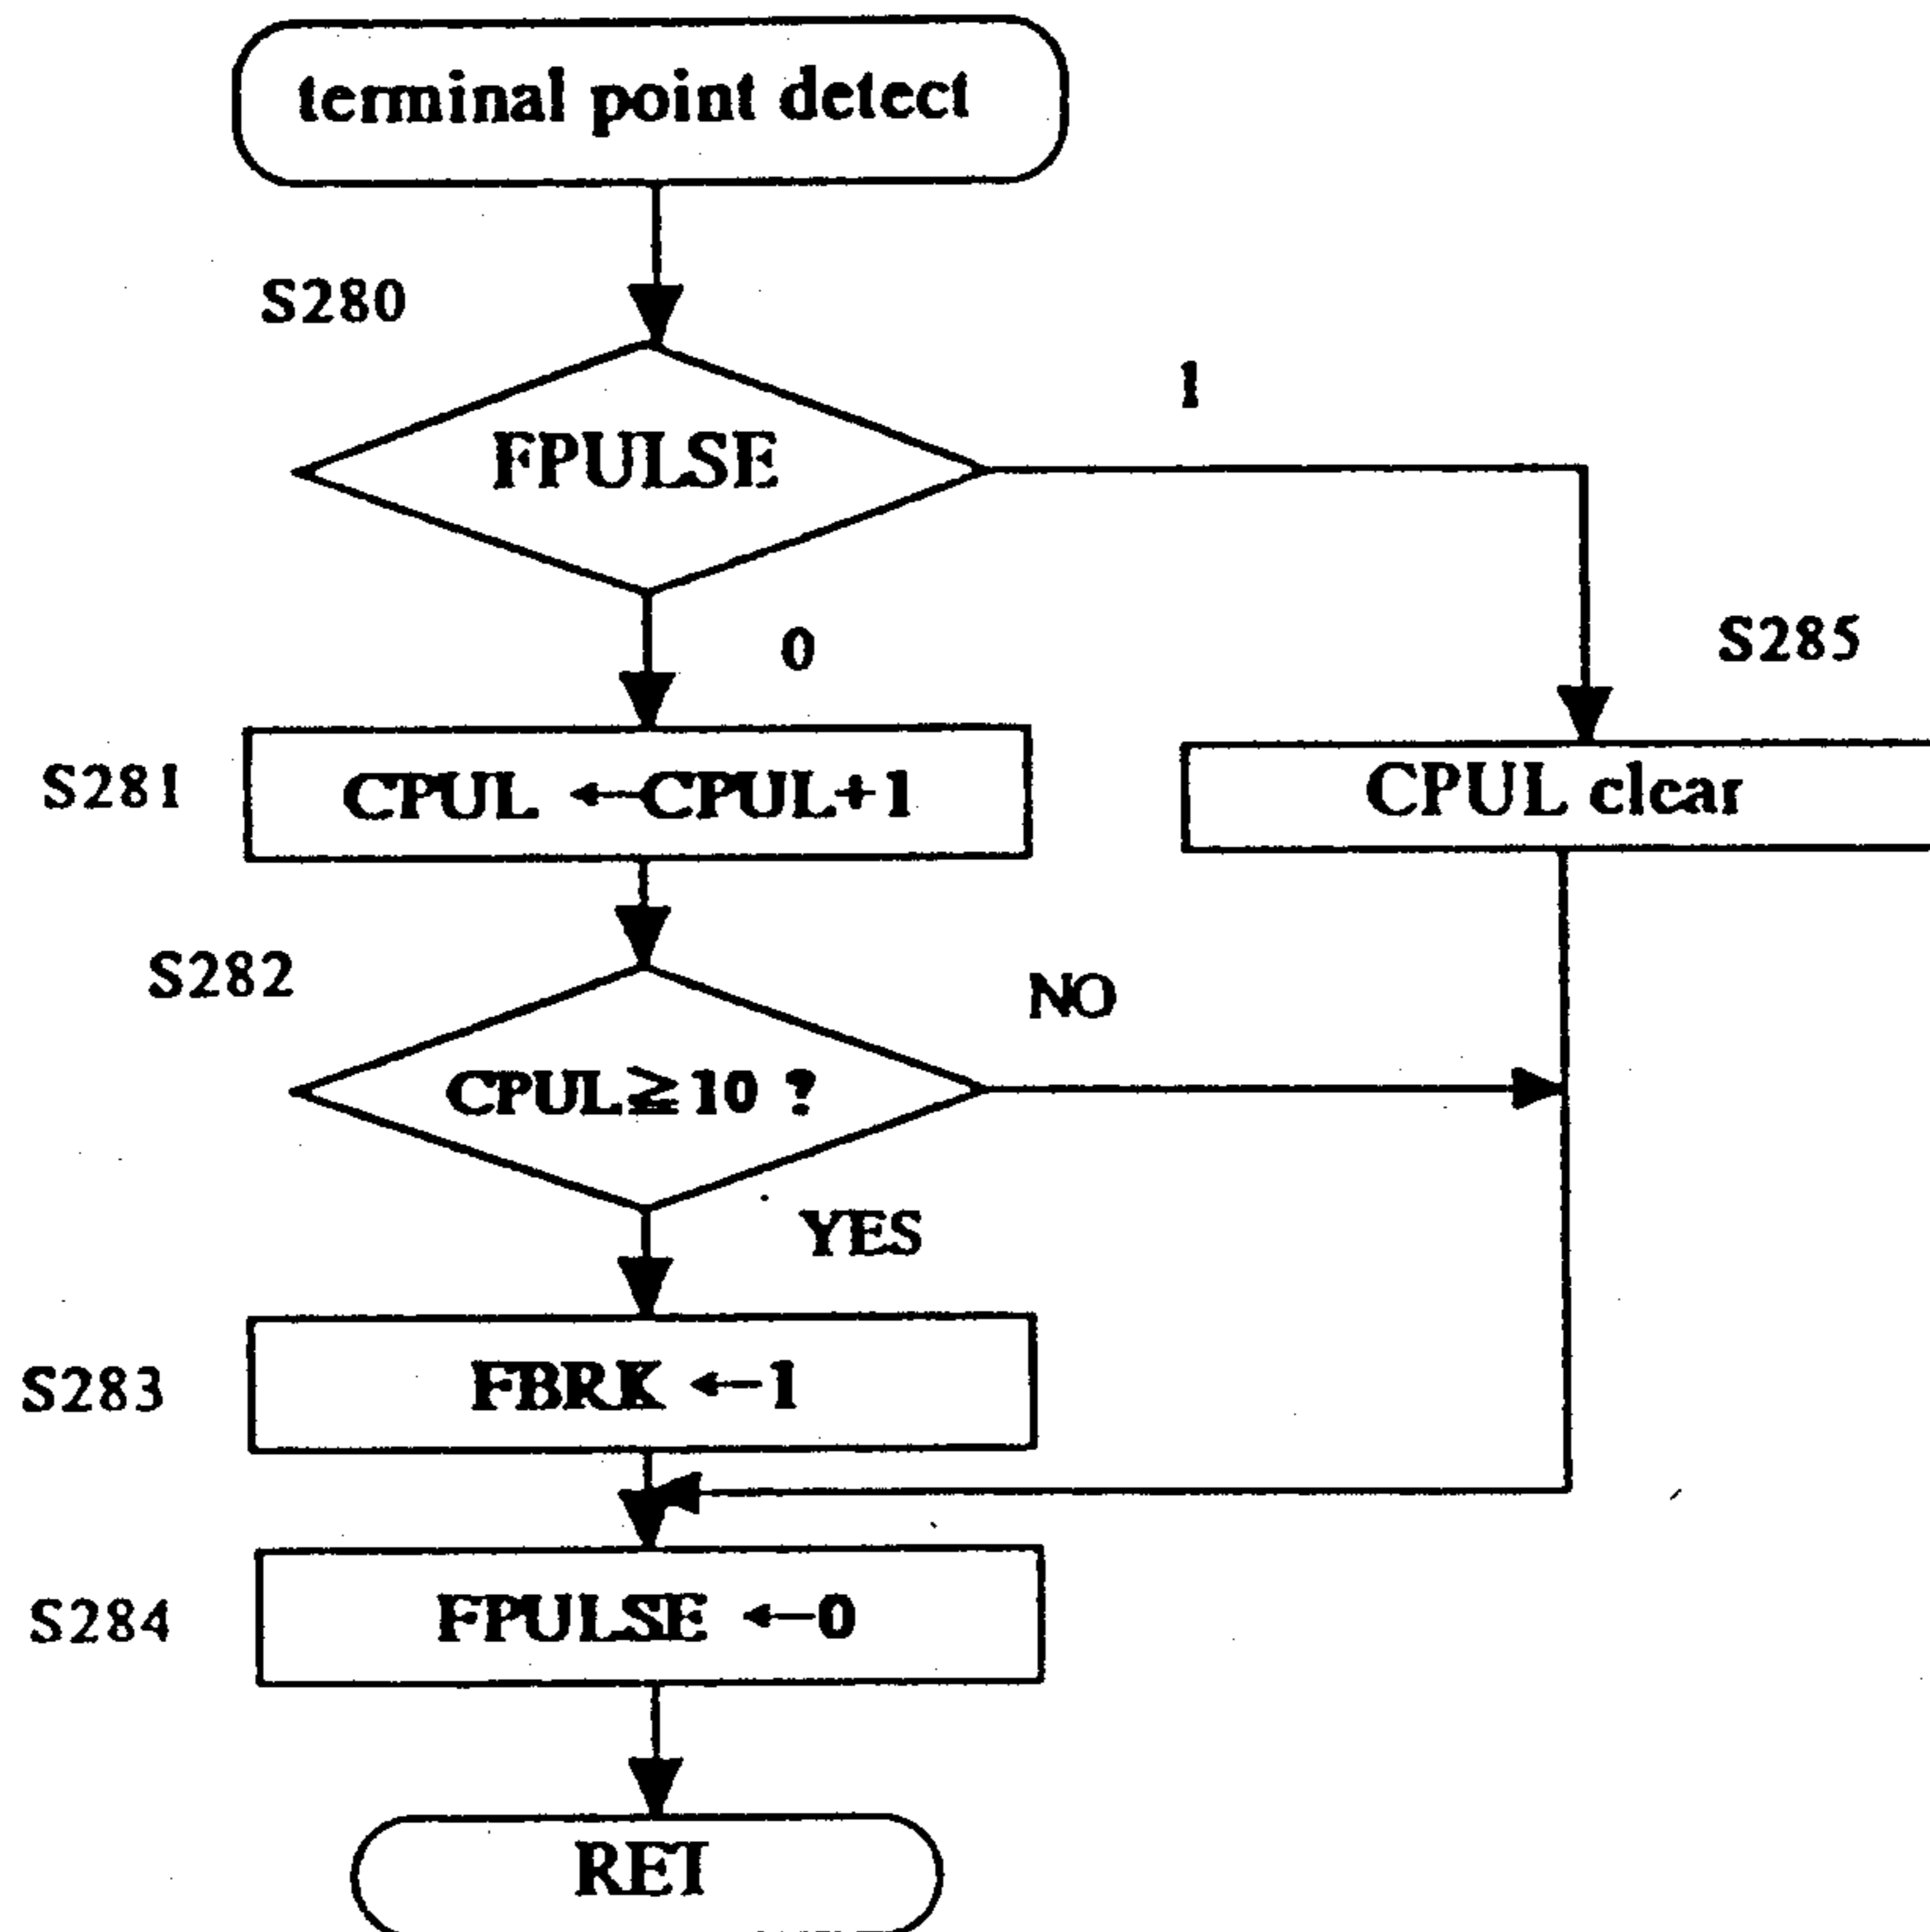 terminal point detect
S280
FPULSE
1
0
S285
S281
CPUL ←CPUL+1
CPUL clear
S282
NO
CPUL≧10 ?
YES
S283
FBRK ←1
S284
FPULSE ←0
RET